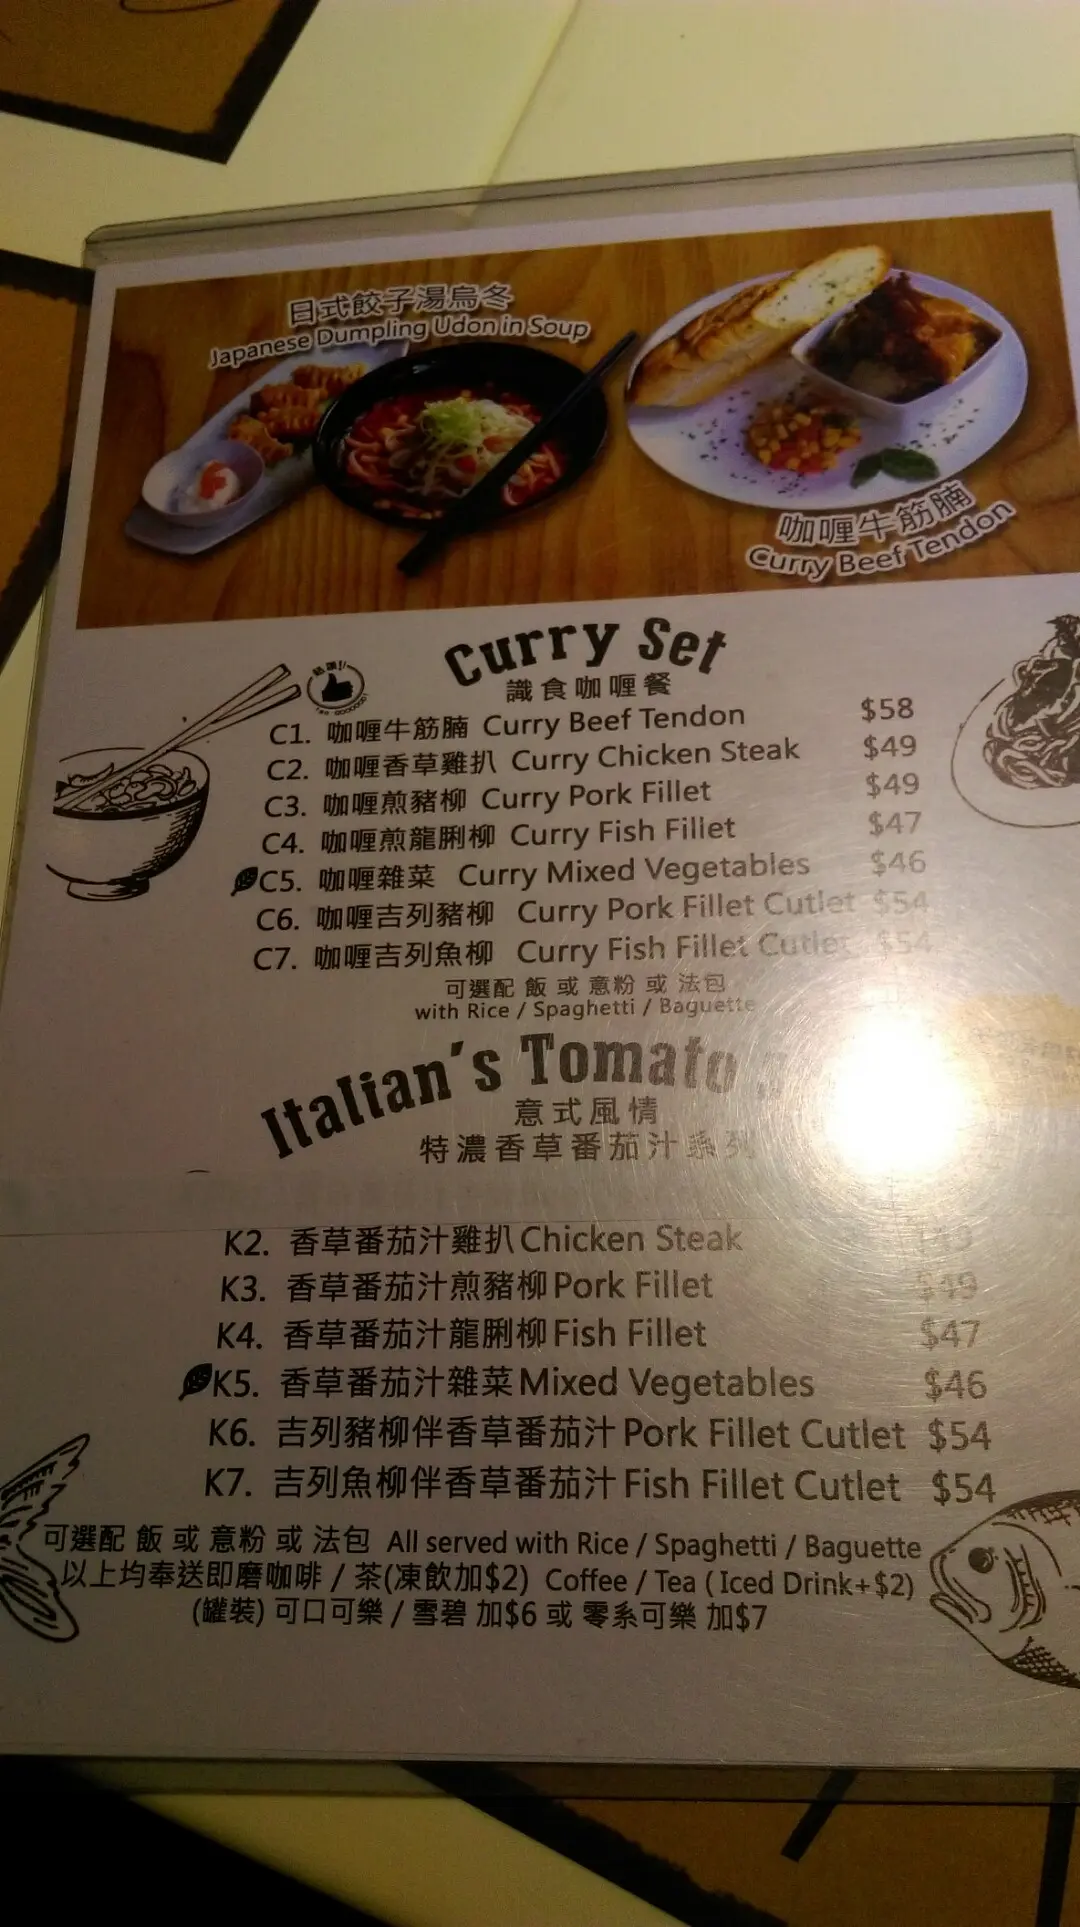 日式餃子湯烏冬
Japanese Dumpling Udon in Soup
咖喱牛筋腩
Curry Beef Tendon
Curry Set
識食咖喱餐
C1. 咖喱牛筋腩 Curry Beef Tendon $58
C2. 咖喱香草雞扒 Curry Chicken Steak $49
C3. 咖喱煎豬柳 Curry Pork Fillet $49
C4. 咖喱煎龍脷柳 Curry Fish Fillet $47
C5. 咖喱雜菜 Curry Mixed Vegetables $46
C6. 咖喱吉列豬柳 Curry Pork Fillet Cutlet $54
C7. 咖喱吉列魚柳 Curry Fish Fillet Cutlet $54
可選配 飯 或 意粉 或 法包
with Rice / Spaghetti / Baguette
Italian's Tomato
意式風情
特濃香草番茄汁系列
K2. 香草番茄汁雞扒 Chicken Steak $49
K3. 香草番茄汁煎豬柳 Pork Fillet $49
K4. 香草番茄汁龍脷柳 Fish Fillet $47
K5. 香草番茄汁雜菜 Mixed Vegetables $46
K6. 吉列豬柳伴香草番茄汁 Pork Fillet Cutlet $54
K7. 吉列魚柳伴香草番茄汁 Fish Fillet Cutlet $54
可選配 飯 或 意粉 或 法包 All served with Rice / Spaghetti / Baguette
以上均奉送即磨咖啡 / 茶(凍飲加$2) Coffee / Tea ( Iced Drink+$2)
(罐裝) 可口可樂 / 雪碧 加$6 或 零系可樂 加$7